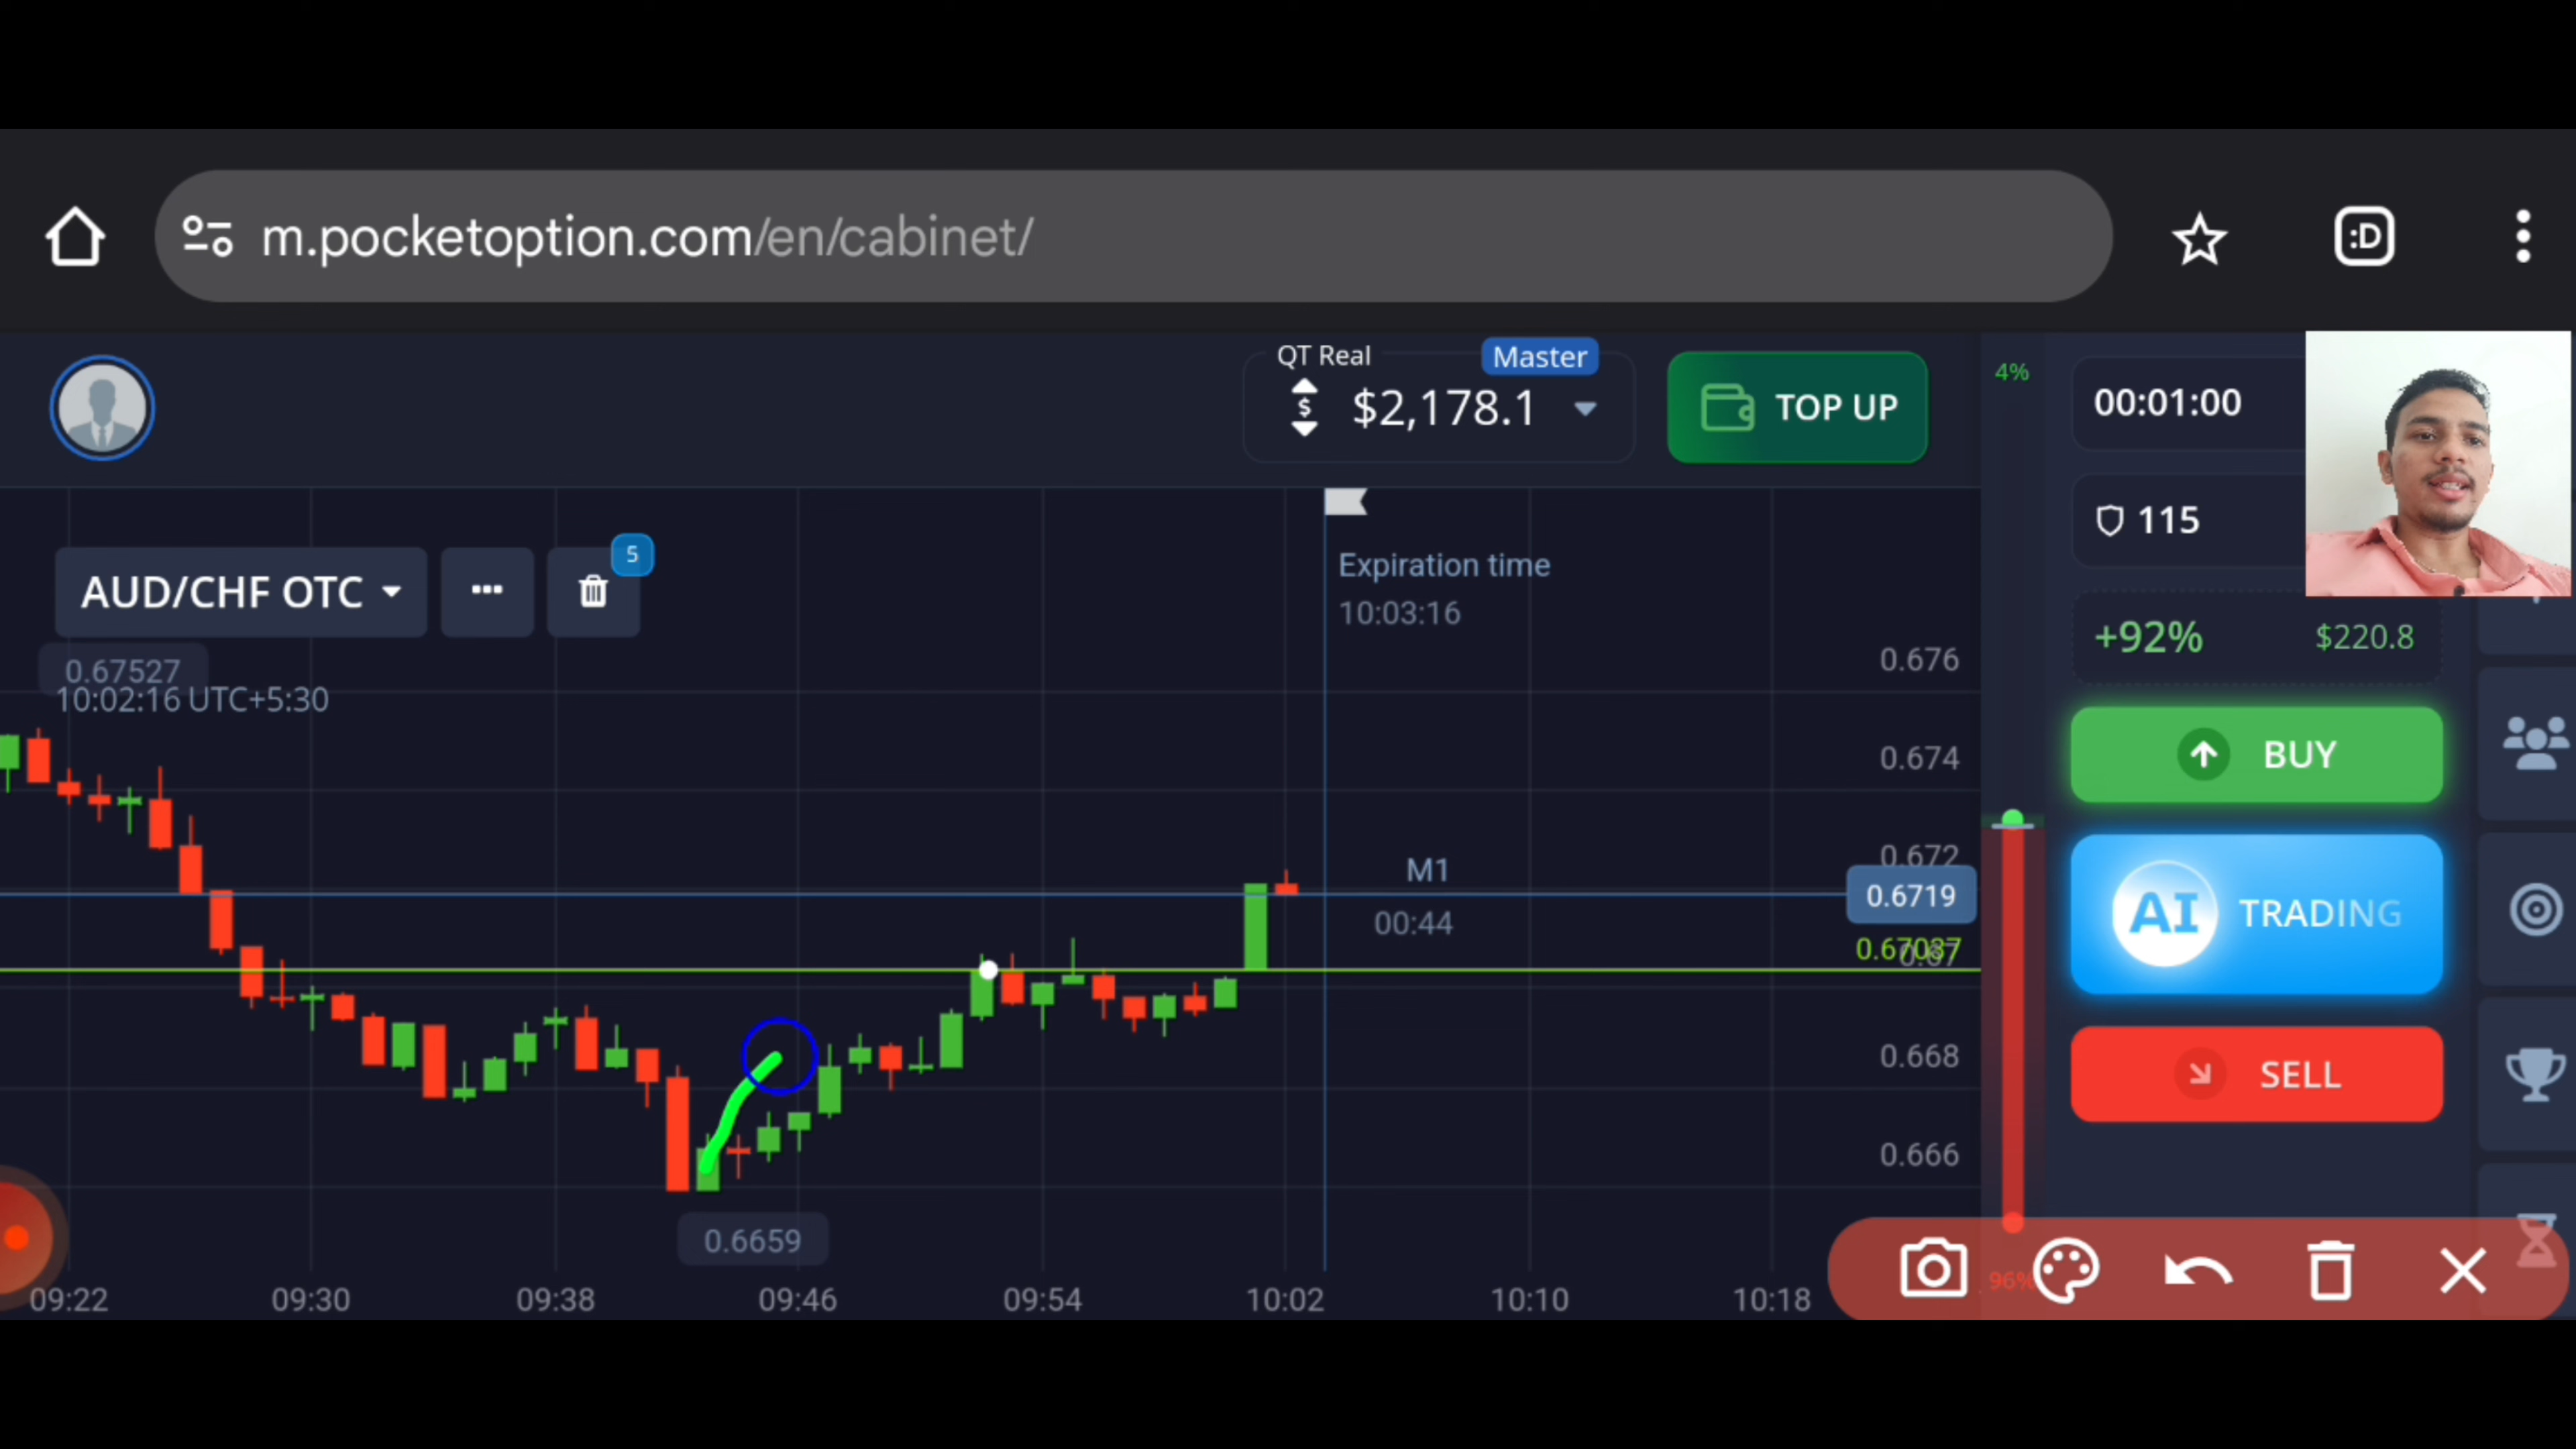 m.pocketoption.com/en/cabinet/
:D
QT Real
Master
$
$2,178.1
TOP UP
4%
00:01:00
115
+92%
$220.8
BUY
AI
TRADING
SELL
AUD/CHF OTC
5
0.67527
10:02:16 UTC+5:30
Expiration time
10:03:16
0.676
0.674
0.672
M1
0.6719
00:44
0.67087
0.67
0.668
0.666
0.6659
96%
09:22
09:30
09:38
09:46
09:54
10:02
10:10
10:18